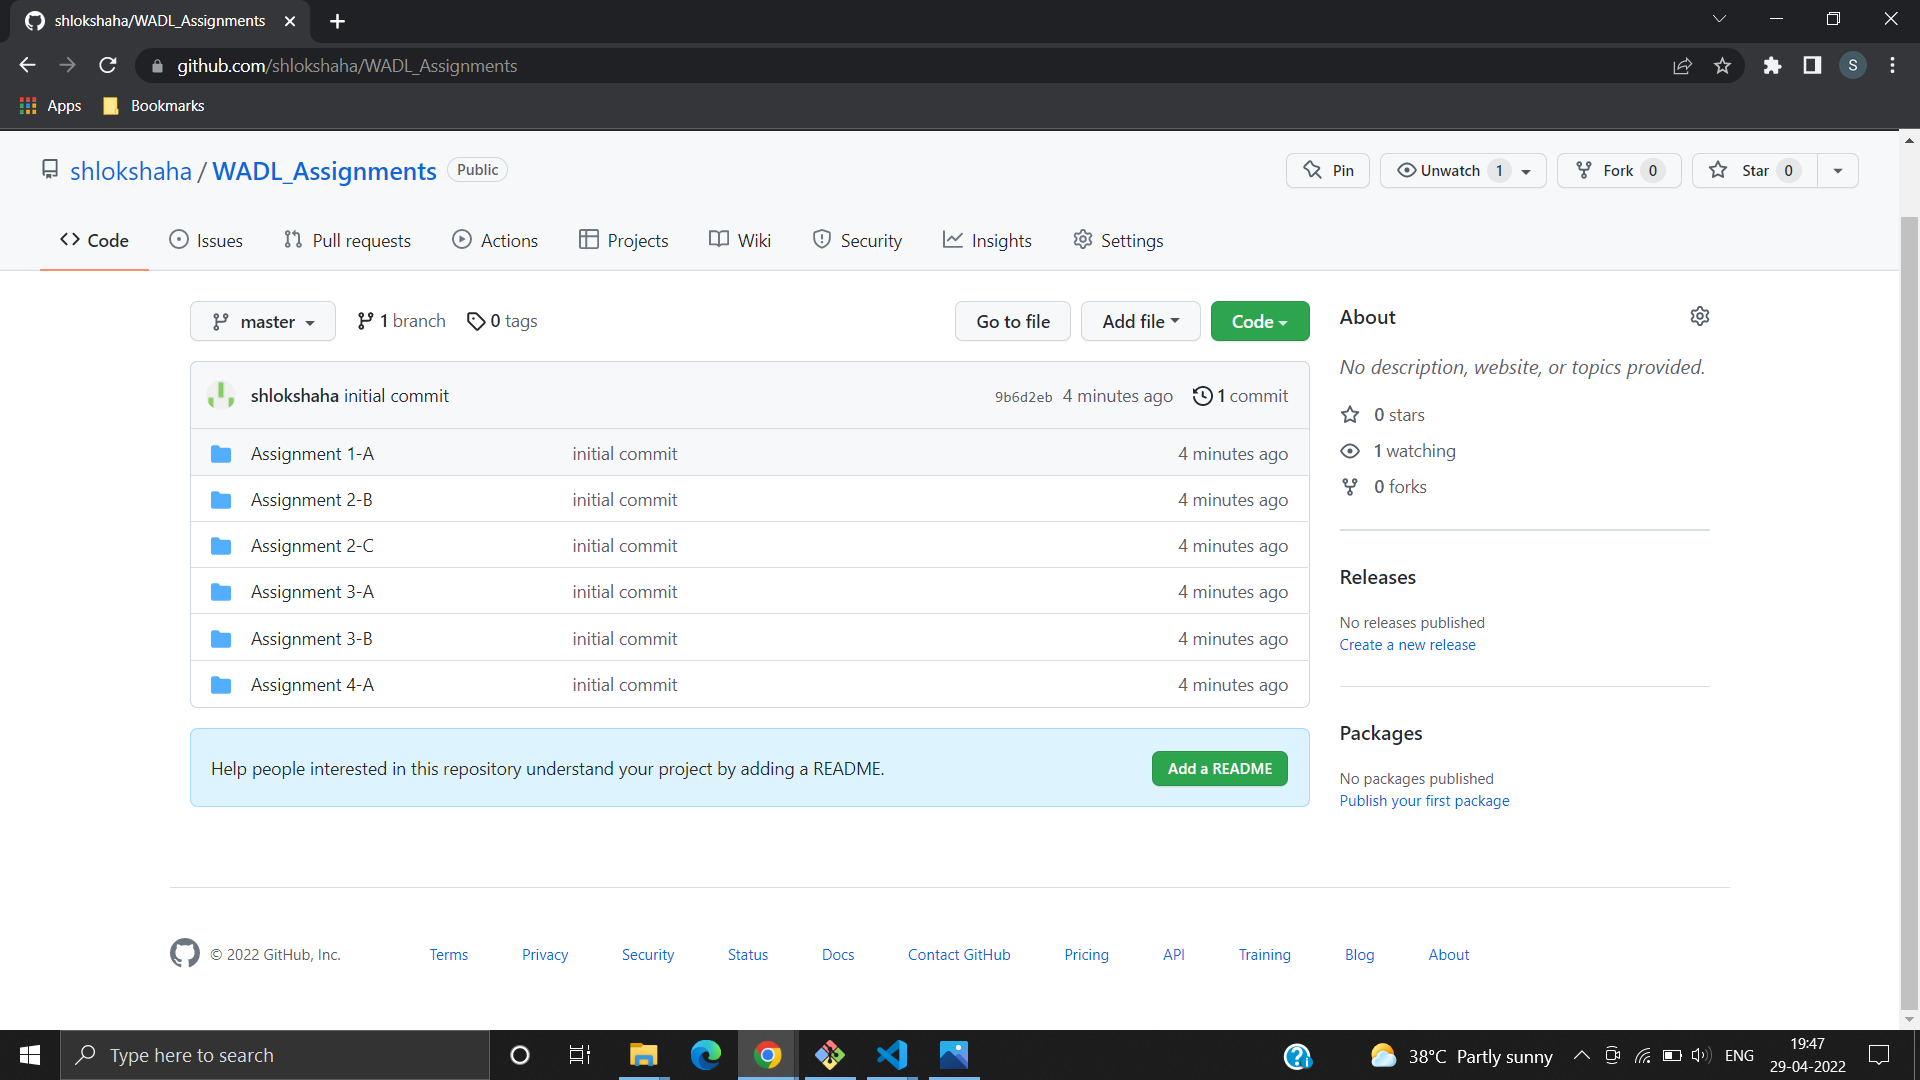 shlokshaha/WADL_Assignments
github.com/shlokshaha/WADL_Assignments
S
Apps
Bookmarks
shlokshaha / WADL_Assignments Public
Pin
Unwatch 1
Fork 0
Star 0
Code
Issues
Pull requests
Actions
Projects
Wiki
Security
Insights
Settings
master
1 branch
0 tags
Go to file
Add file
Code
shlokshaha initial commit 9b6d2eb 4 minutes ago 1 commit
Assignment 1-A initial commit 4 minutes ago
Assignment 2-B initial commit 4 minutes ago
Assignment 2-C initial commit 4 minutes ago
Assignment 3-A initial commit 4 minutes ago
Assignment 3-B initial commit 4 minutes ago
Assignment 4-A initial commit 4 minutes ago
Help people interested in this repository understand your project by adding a README.
Add a README
About
No description, website, or topics provided.
0 stars
1 watching
0 forks
Releases
No releases published
Create a new release
Packages
No packages published
Publish your first package
© 2022 GitHub, Inc.
Terms
Privacy
Security
Status
Docs
Contact GitHub
Pricing
API
Training
Blog
About
Type here to search
38°C Partly sunny
ENG
19:47
29-04-2022